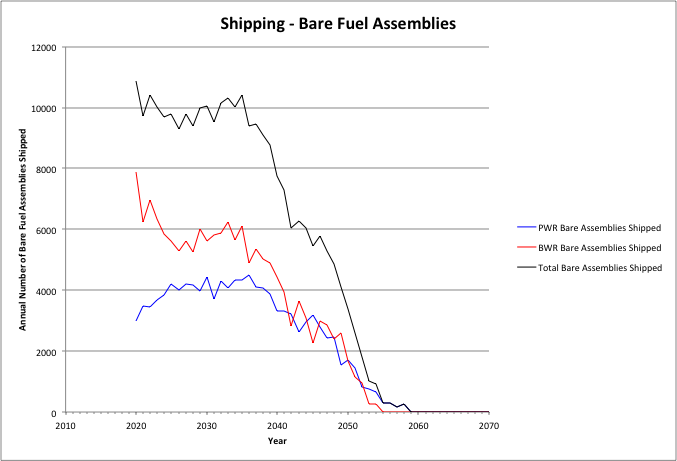 Shipping - Bare Fuel Assemblies
12000
10000
8000
6000
4000
2000
0
Annual Number of Bare Fuel Assemblies Shipped
2010
2020
2030
2040
2050
2060
2070
Year
PWR Bare Assemblies Shipped
BWR Bare Assemblies Shipped
Total Bare Assemblies Shipped